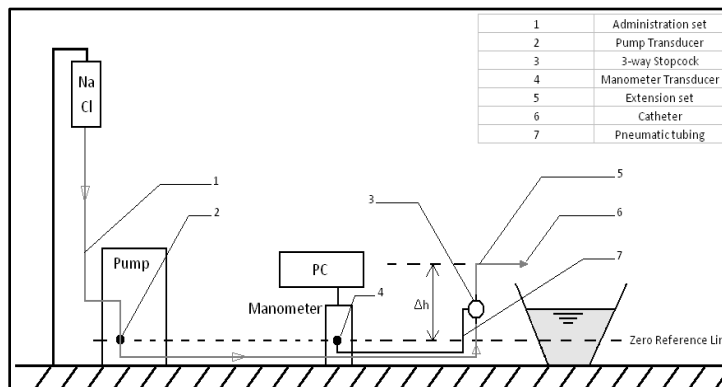 1 Administration set
2 Pump Transducer
3 3-way Stopcock
4 Manometer Transducer
5 Extension set
6 Catheter
7 Pneumatic tubing
Na
Cl
1
2
3
5
6
Pump
PC
4
7
Manometer
Δh
Zero Reference Lin